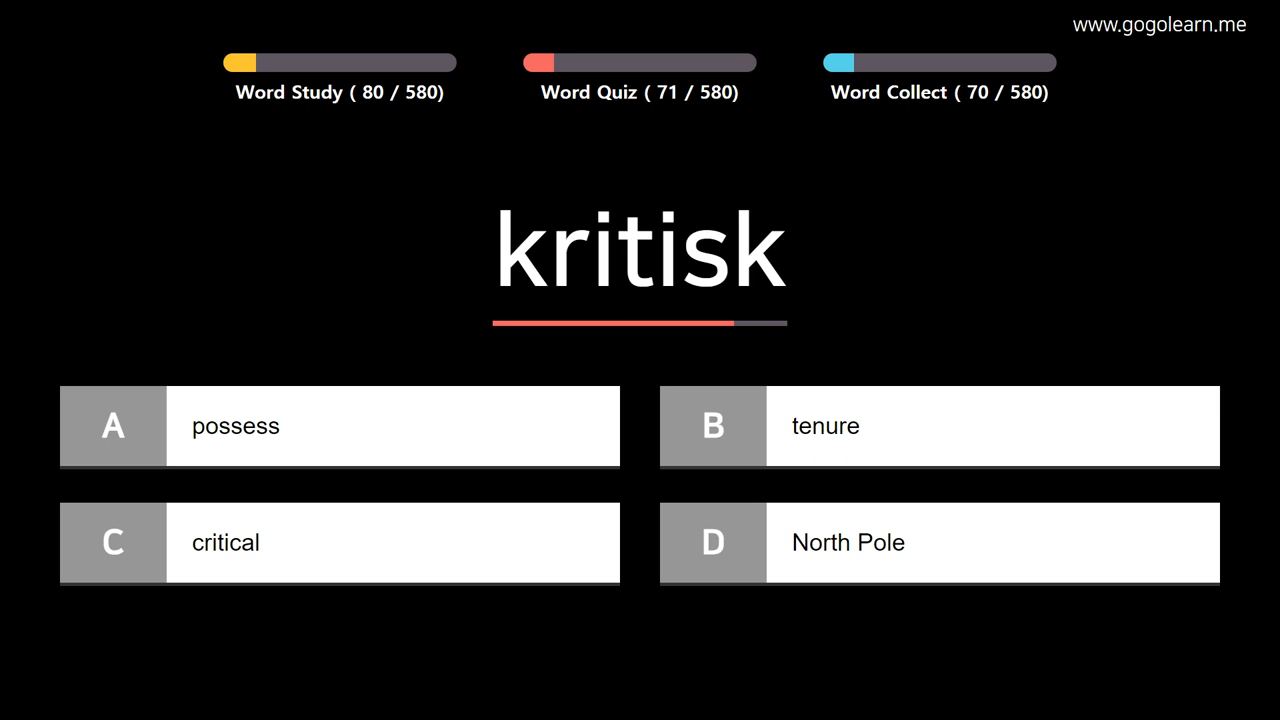 www.gogolearn.me
Word Study ( 80 / 580)
Word Quiz ( 71 / 580)
Word Collect ( 70 / 580)
kritisk
A possess
B tenure
C critical
D North Pole